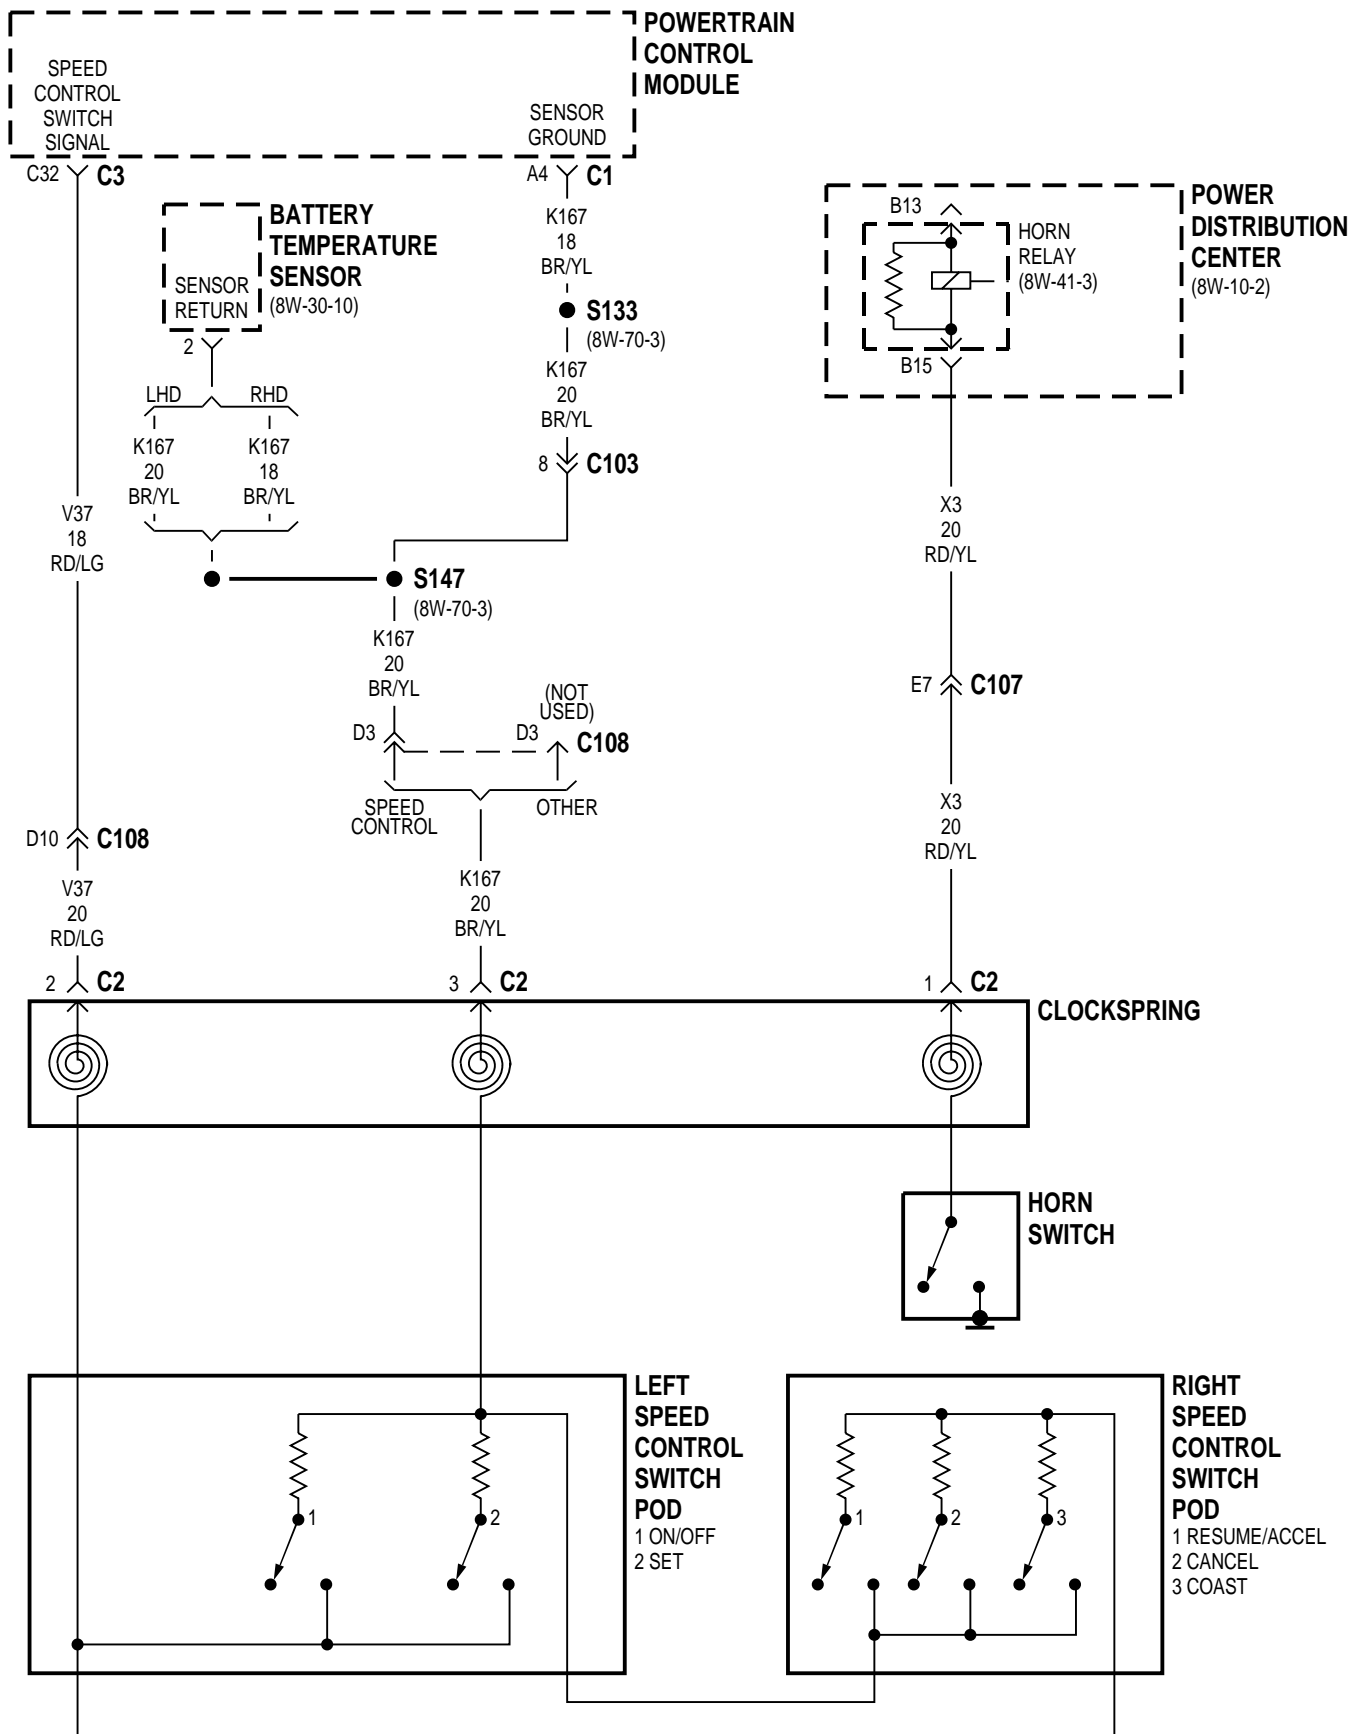 POWERTRAIN
CONTROL
MODULE
SPEED
CONTROL
SWITCH
SIGNAL
SENSOR
GROUND
C32 C3
A4 C1
BATTERY
TEMPERATURE
SENSOR
(8W-30-10)
SENSOR
RETURN
2
LHD RHD
K167
20
BR/YL
K167
18
BR/YL
K167
18
BR/YL
S133
(8W-70-3)
K167
20
BR/YL
8 C103
POWER
DISTRIBUTION
CENTER
(8W-10-2)
B13
HORN
RELAY
(8W-41-3)
B15
V37
18
RD/LG
X3
20
RD/YL
S147
(8W-70-3)
K167
20
BR/YL
(NOT
USED)
D3 D3 C108
SPEED
CONTROL
OTHER
E7 C107
X3
20
RD/YL
D10 C108
V37
20
RD/LG
K167
20
BR/YL
2 C2
3 C2
1 C2
CLOCKSPRING
HORN
SWITCH
LEFT
SPEED
CONTROL
SWITCH
POD
1 ON/OFF
2 SET
1 2
RIGHT
SPEED
CONTROL
SWITCH
POD
1 RESUME/ACCEL
2 CANCEL
3 COAST
1 2 3